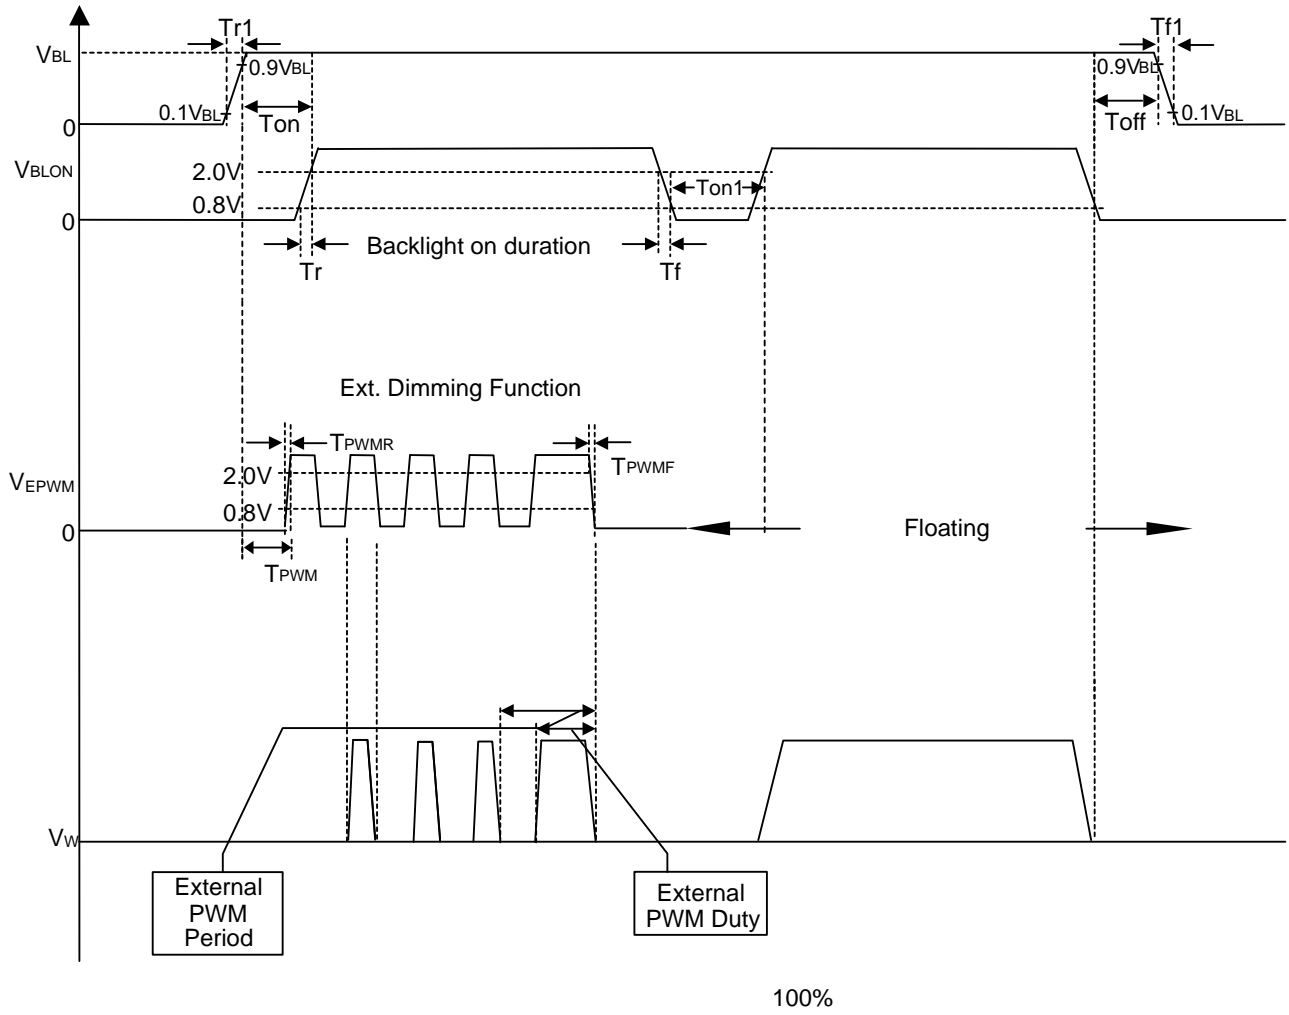 Tr1
Tf1
VBL
0.9VBL
0.9VBL
0.1VBL
0.1VBL
Ton
Toff
0
VBLON
2.0V
Ton1
0.8V
0
Backlight on duration
Tr
Tf
Ext. Dimming Function
TPWMR
TPWMF
VEPWM
2.0V
0.8V
0
Floating
TPWM
VW
External
PWM
Period
External
PWM Duty
100%